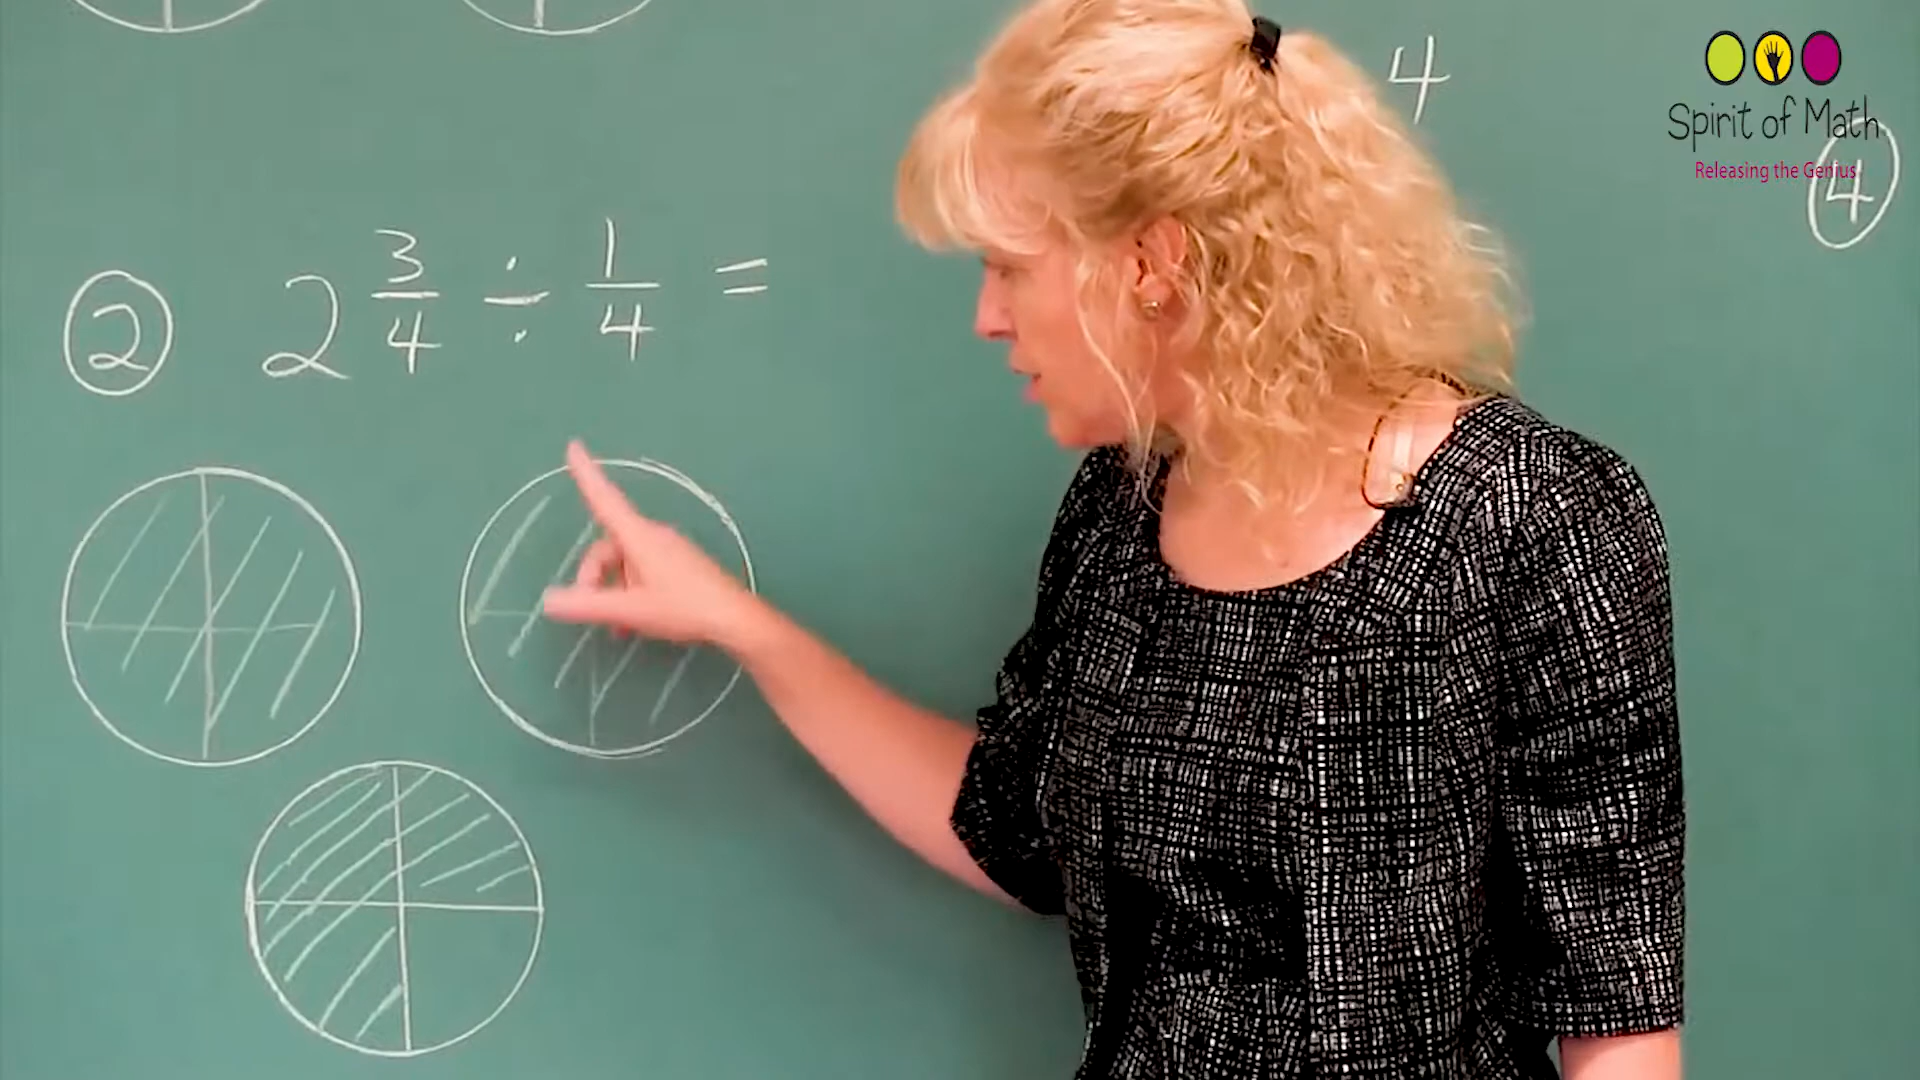 4
Spirit of Math
Releasing the Genius
④
② 2 3/4 ÷ 1/4 =